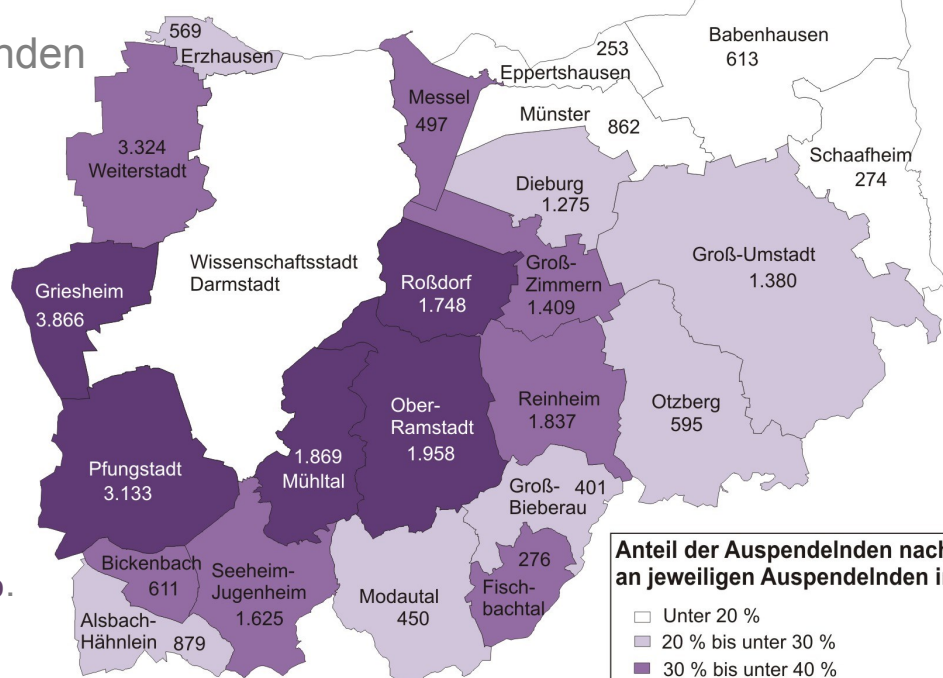 nden
569
Erzhausen
Babenhausen
613
253
Eppertshausen
Messel
497
Münster
862
3.324
Weiterstadt
Schaafheim
274
Dieburg
1.275
Wissenschaftsstadt
Darmstadt
Groß-Umstadt
1.380
Griesheim
3.866
Roßdorf
1.748
Groß-
Zimmern
1.409
Ober-
Ramstadt
1.958
Reinheim
1.837
Otzberg
595
Pfungstadt
3.133
1.869
Mühltal
Groß-
Bieberau
401
Bickenbach
611
Seeheim-
Jugenheim
1.625
Modautal
450
276
Fisch-
bachtal
Alsbach-
Hähnlein
879
Anteil der Auspendelnden nach
an jeweiligen Auspendelnden i
Unter 20 %
20 % bis unter 30 %
30 % bis unter 40 %